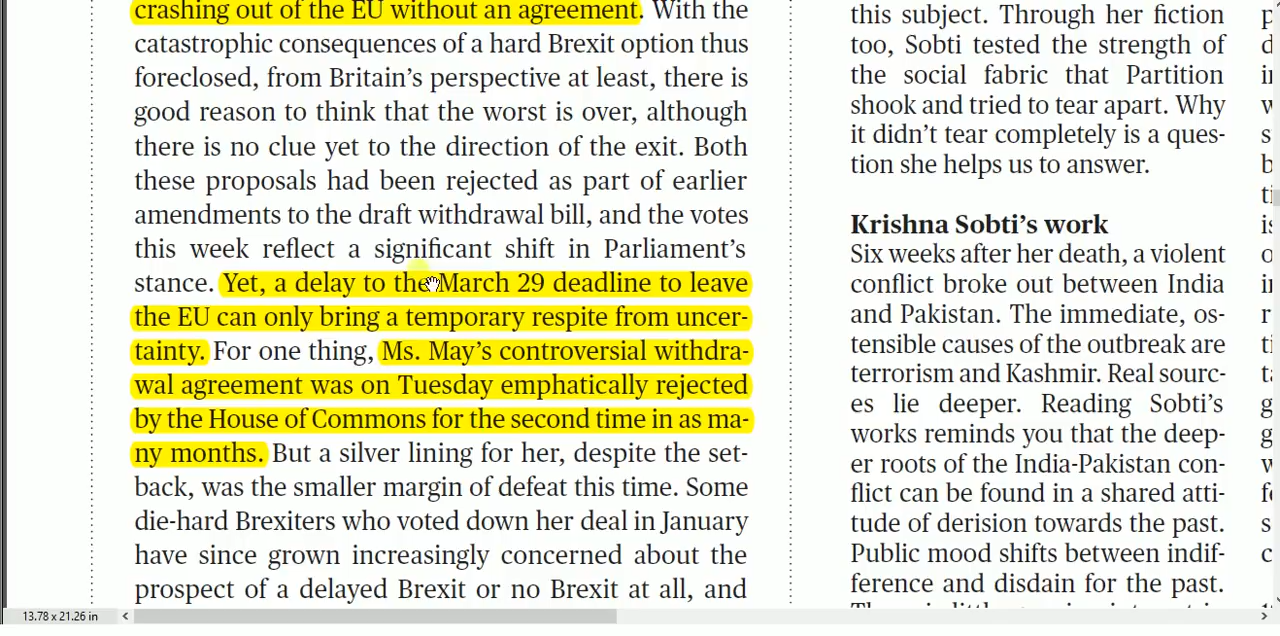 crashing out of the EU without an agreement. With the
catastrophic consequences of a hard Brexit option thus
foreclosed, from Britain's perspective at least, there is
good reason to think that the worst is over, although
there is no clue yet to the direction of the exit. Both
these proposals had been rejected as part of earlier
amendments to the draft withdrawal bill, and the votes
this week reflect a significant shift in Parliament's
stance. Yet, a delay to the March 29 deadline to leave
the EU can only bring a temporary respite from uncer-
tainty. For one thing, Ms. May's controversial withdra-
wal agreement was on Tuesday emphatically rejected
by the House of Commons for the second time in as ma-
ny months. But a silver lining for her, despite the set-
back, was the smaller margin of defeat this time. Some
die-hard Brexiters who voted down her deal in January
have since grown increasingly concerned about the
prospect of a delayed Brexit or no Brexit at all, and
this subject. Through her fiction
too, Sobti tested the strength of
the social fabric that Partition
shook and tried to tear apart. Why
it didn't tear completely is a ques-
tion she helps us to answer.
Krishna Sobti's work
Six weeks after her death, a violent
conflict broke out between India
and Pakistan. The immediate, os-
tensible causes of the outbreak are
terrorism and Kashmir. Real sourc-
es lie deeper. Reading Sobti's
works reminds you that the deep-
er roots of the India-Pakistan con-
flict can be found in a shared atti-
tude of derision towards the past.
Public mood shifts between indif-
ference and disdain for the past.
13.78 x 21.26 in